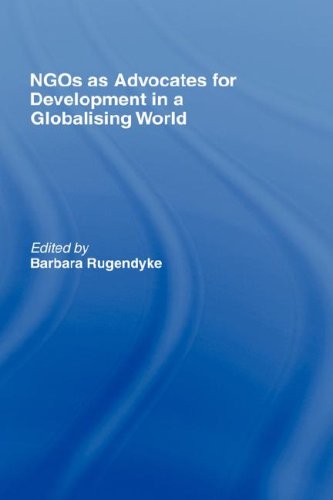 NGOs as Advocates for
Development in a
Globalising World
Edited by
Barbara Rugendyke